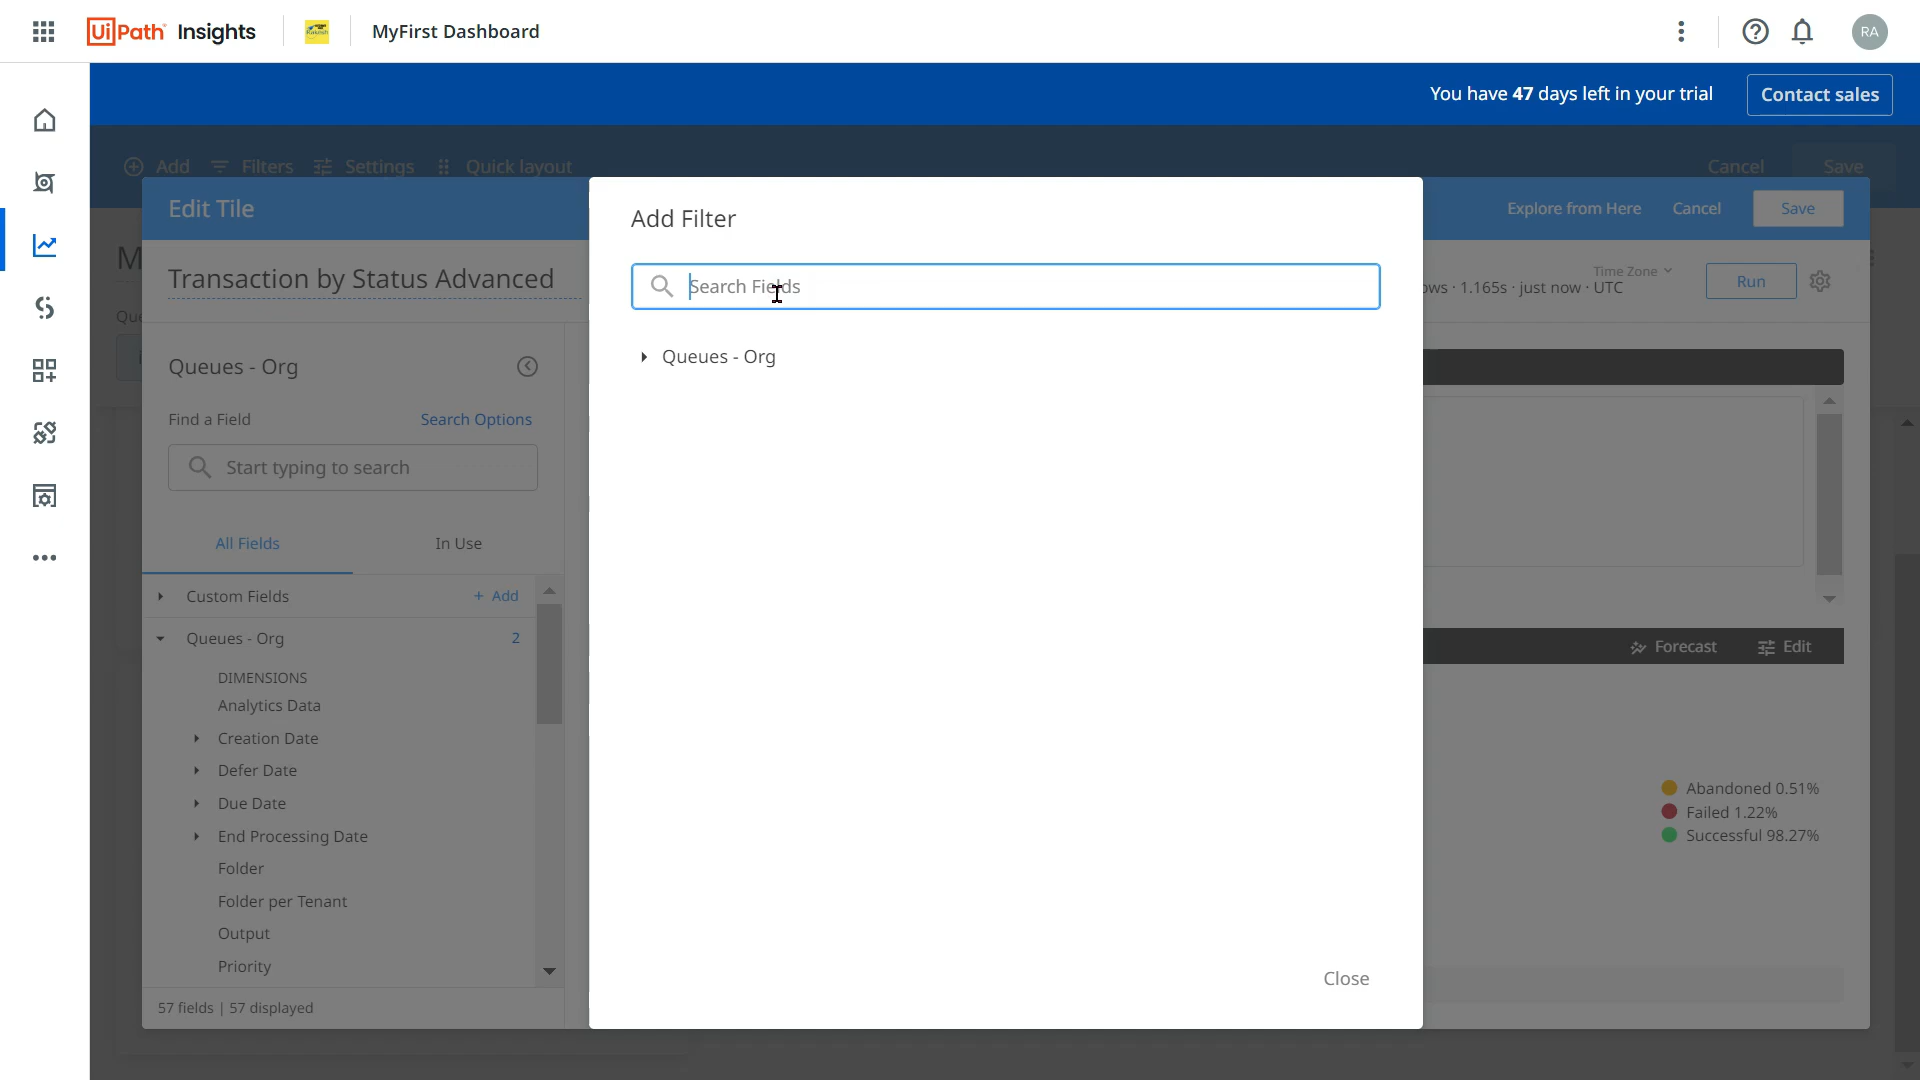 UiPath Insights
MyFirst Dashboard
RA
You have 47 days left in your trial
Contact sales
Add Filters Settings Quick layout
Cancel Save
Edit Tile
Explore from Here Cancel Save
Transaction by Status Advanced
Time Zone
1.165s · just now · UTC
Run
Add Filter
Search Fields
Queues - Org
Close
Queues - Org
Find a Field Search Options
Start typing to search
All Fields In Use
Custom Fields + Add
Queues - Org 2
DIMENSIONS
Analytics Data
Creation Date
Defer Date
Due Date
End Processing Date
Folder
Folder per Tenant
Output
Priority
57 fields | 57 displayed
Forecast Edit
Abandoned 0.51%
Failed 1.22%
Successful 98.27%